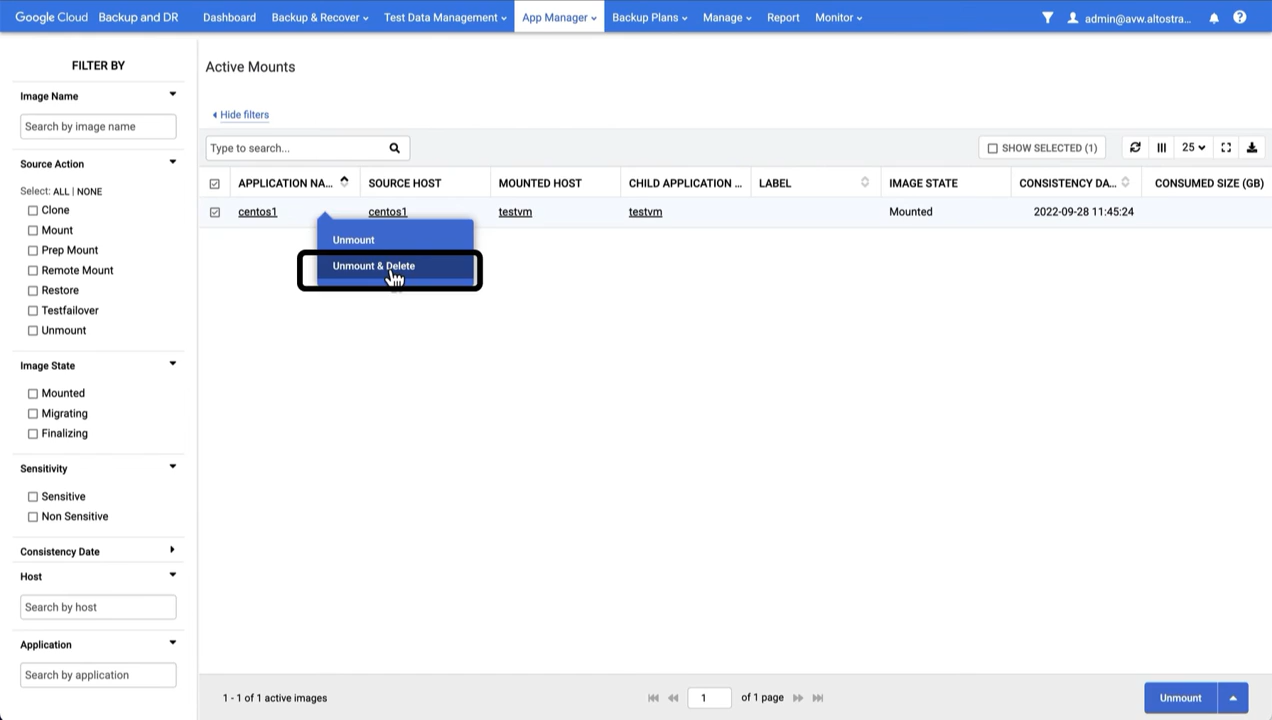 Google Cloud Backup and DR Dashboard Backup & Recover Test Data Management App Manager Backup Plans Manage Report Monitor admin@avw.altostra...
FILTER BY
Image Name
Search by image name
Source Action
Select: ALL | NONE
Clone
Mount
Prep Mount
Remote Mount
Restore
Testfailover
Unmount
Image State
Mounted
Migrating
Finalizing
Sensitivity
Sensitive
Non Sensitive
Consistency Date
Host
Search by host
Application
Search by application
Active Mounts
Hide filters
Type to search... SHOW SELECTED (1) 25
APPLICATION NA... SOURCE HOST MOUNTED HOST CHILD APPLICATION ... LABEL IMAGE STATE CONSISTENCY DA... CONSUMED SIZE (GB)
centos1 centos1 testvm testvm Mounted 2022-09-28 11:45:24
Unmount
Unmount & Delete
1 - 1 of 1 active images 1 of 1 page Unmount